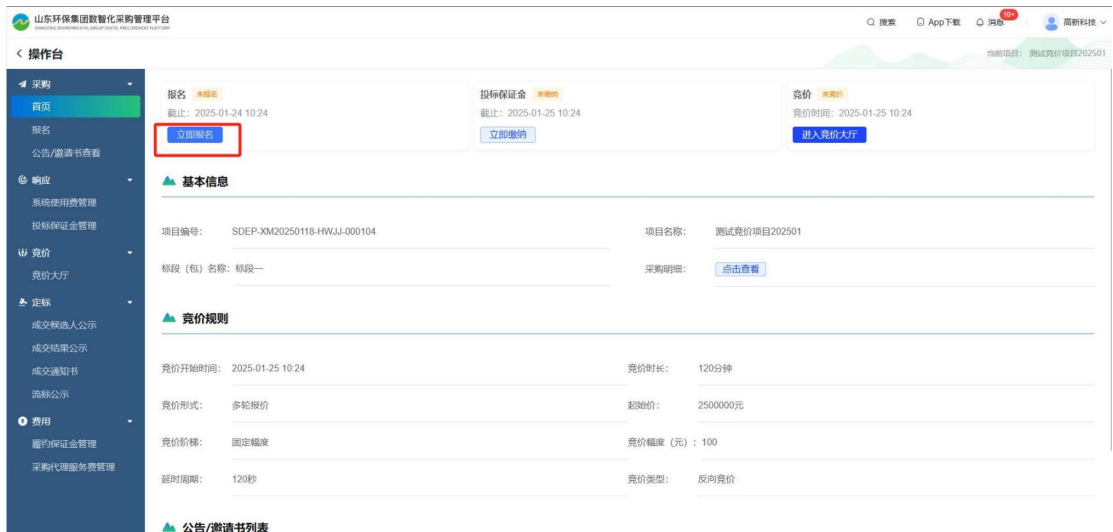 山东环保集团数智化采购管理平台
SHANDONG ENVIRONMENTAL GROUP DIGITAL PROCUREMENT PLATFORM
搜索 App下载 消息 10+ 高新科技
操作台 当前项目: 测试竞价项目202501
采购
首页
报名
公告/邀请书查看
响应
系统使用费管理
投标保证金管理
竞价
竞价大厅
定标
成交候选人公示
成交结果公示
成交通知书
流标公示
费用
履约保证金管理
采购代理服务费管理
报名 未报名
截止: 2025-01-24 10:24
立即报名
投标保证金 未缴纳
截止: 2025-01-25 10:24
立即缴纳
竞价 未竞价
竞价时间: 2025-01-25 10:24
进入竞价大厅
基本信息
项目编号: SDEP-XM20250118-HWJJ-000104 项目名称: 测试竞价项目202501
标段（包）名称: 标段一 采购明细: 点击查看
竞价规则
竞价开始时间: 2025-01-25 10:24 竞价时长: 120分钟
竞价形式: 多轮报价 起始价: 2500000元
竞价阶梯: 固定幅度 竞价幅度（元）: 100
延时周期: 120秒 竞价类型: 反向竞价
公告/邀请书列表